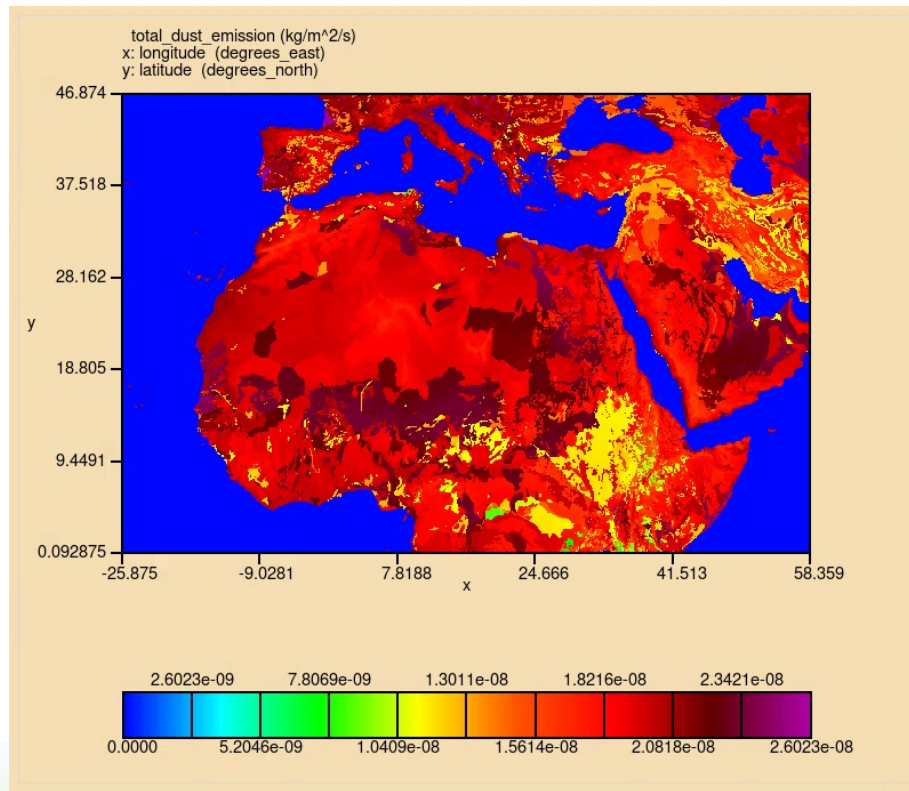 total_dust_emission (kg/m^2/s)
x: longitude (degrees_east)
y: latitude (degrees_north)
46.874
37.518
28.162
y
18.805
9.4491
0.092875
-25.875 -9.0281 7.8188 24.666 41.513 58.359
x
2.6023e-09 7.8069e-09 1.3011e-08 1.8216e-08 2.3421e-08
0.0000 5.2046e-09 1.0409e-08 1.5614e-08 2.0818e-08 2.6023e-08